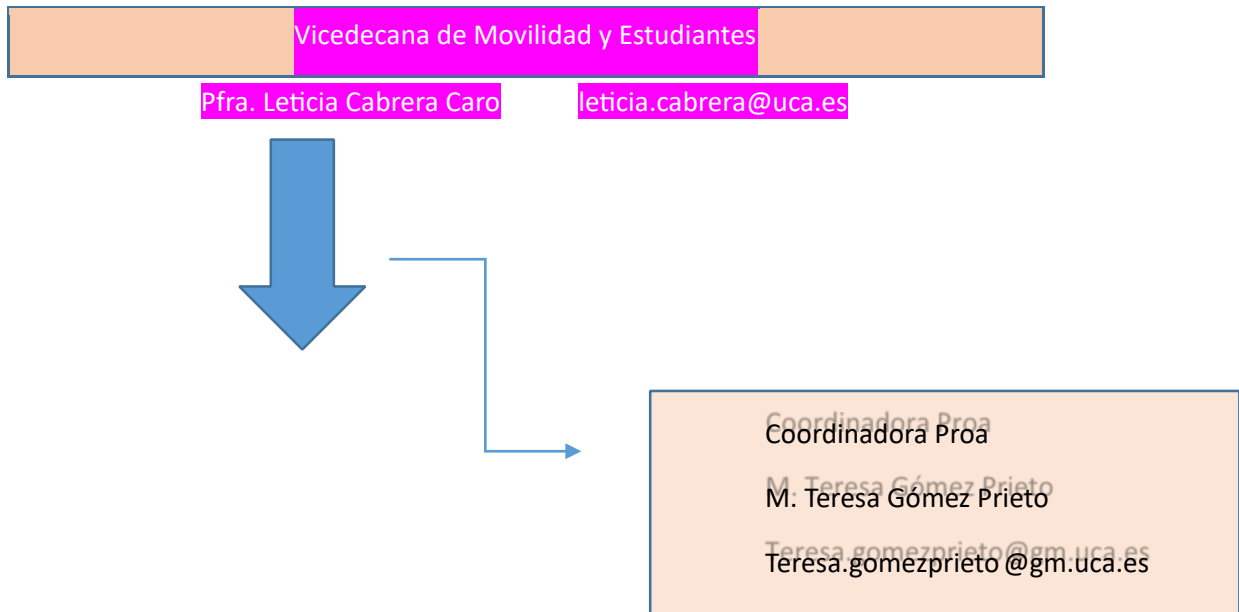 Vicedecana de Movilidad y Estudiantes
Pfra. Leticia Cabrera Caro leticia.cabrera@uca.es
Coordinadora Proa
M. Teresa Gómez Prieto
Teresa.gomezprieto @gm.uca.es